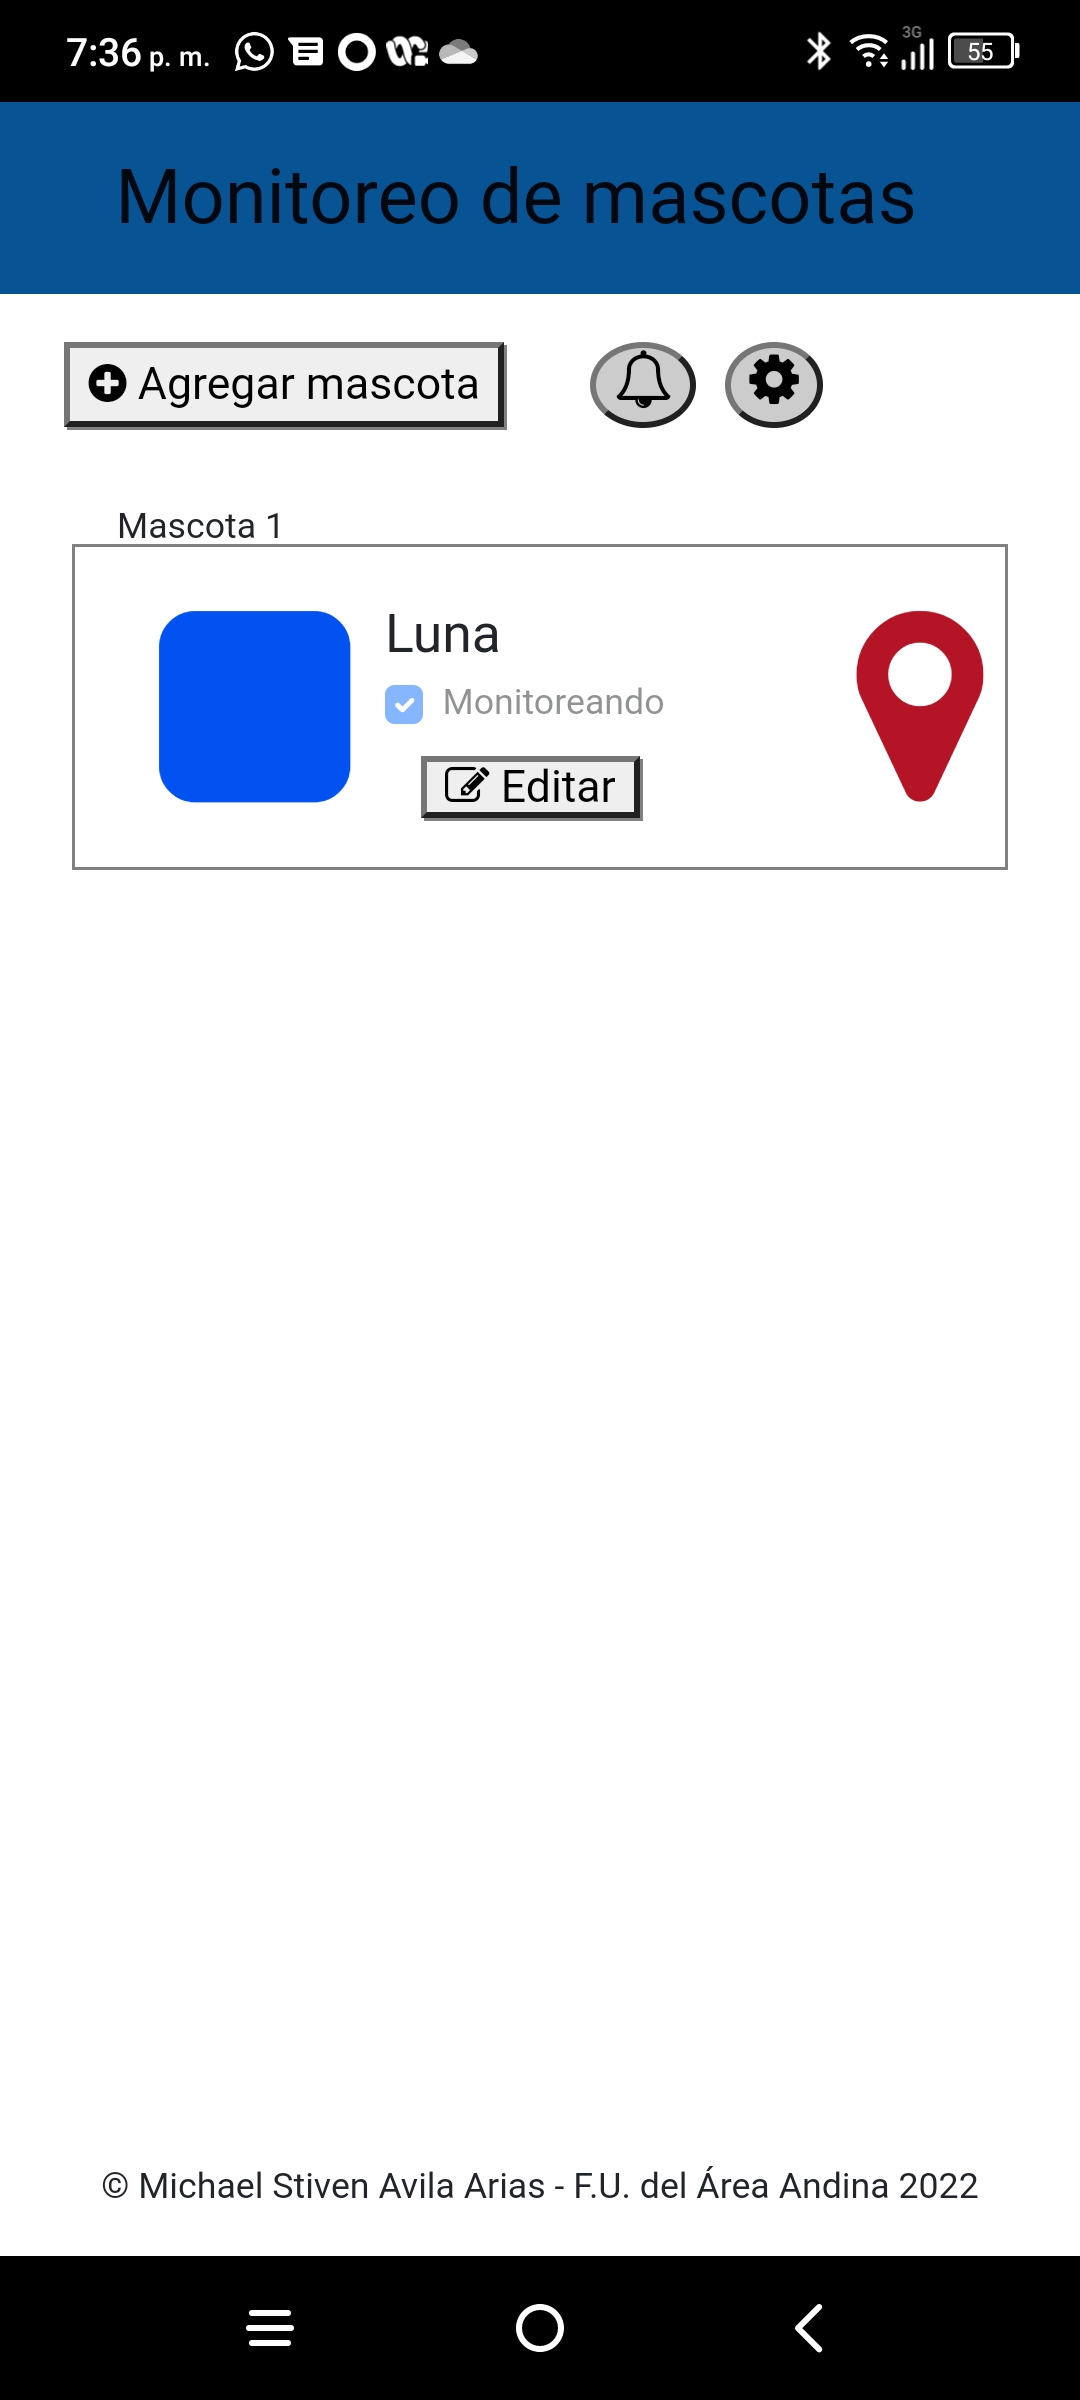 7:36 p. m.
3G
55
Monitoreo de mascotas
Agregar mascota
Mascota 1
Luna
Monitoreando
Editar
© Michael Stiven Avila Arias - F.U. del Área Andina 2022